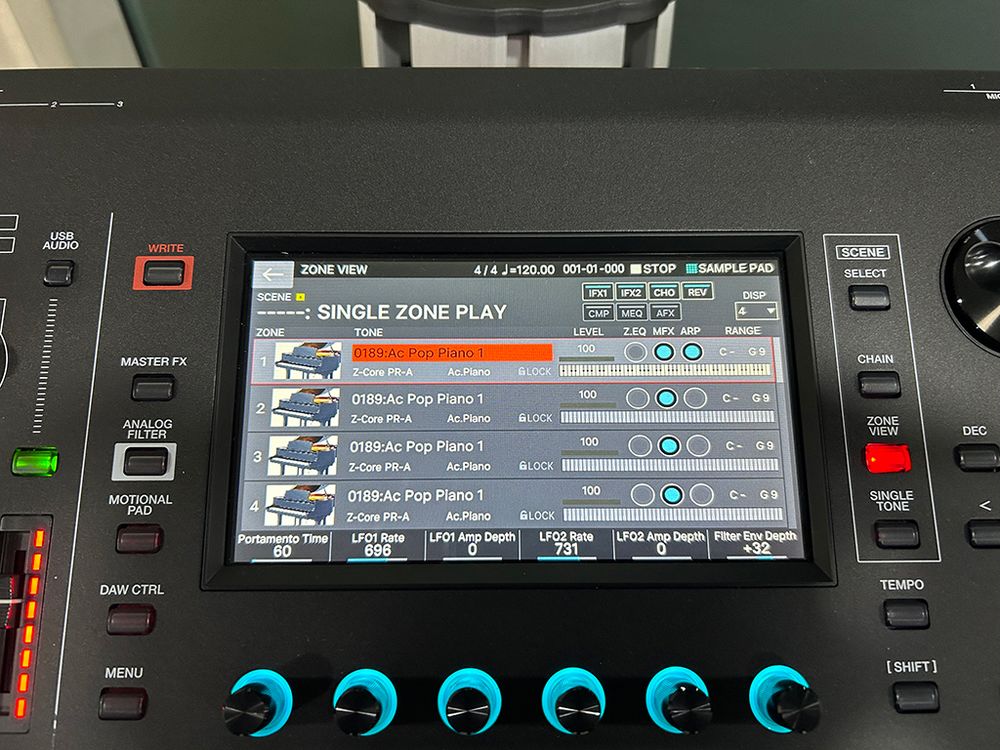 2 3
1
MIC
USB
AUDIO
WRITE
MASTER FX
ANALOG
FILTER
MOTIONAL
PAD
DAW CTRL
MENU
← ZONE VIEW 4/4 ♩=120.00 001-01-000 STOP SAMPLE PAD
SCENE
-----: SINGLE ZONE PLAY
IFX1 IFX2 CHO REV
CMP MEQ AFX
DISP
4
ZONE TONE LEVEL Z.EQ MFX ARP RANGE
1 0189:Ac Pop Piano 1 100 C - G 9
Z-Core PR-A Ac.Piano LOCK
2 0189:Ac Pop Piano 1 100 C - G 9
Z-Core PR-A Ac.Piano LOCK
3 0189:Ac Pop Piano 1 100 C - G 9
Z-Core PR-A Ac.Piano LOCK
4 0189:Ac Pop Piano 1 100 C - G 9
Z-Core PR-A Ac.Piano LOCK
Portamento Time LFO1 Rate LFO1 Amp Depth LFO2 Rate LFO2 Amp Depth Filter Env Depth
60 696 0 731 0 +32
SCENE
SELECT
CHAIN
ZONE
VIEW
SINGLE
TONE
TEMPO
[SHIFT]
DEC
<